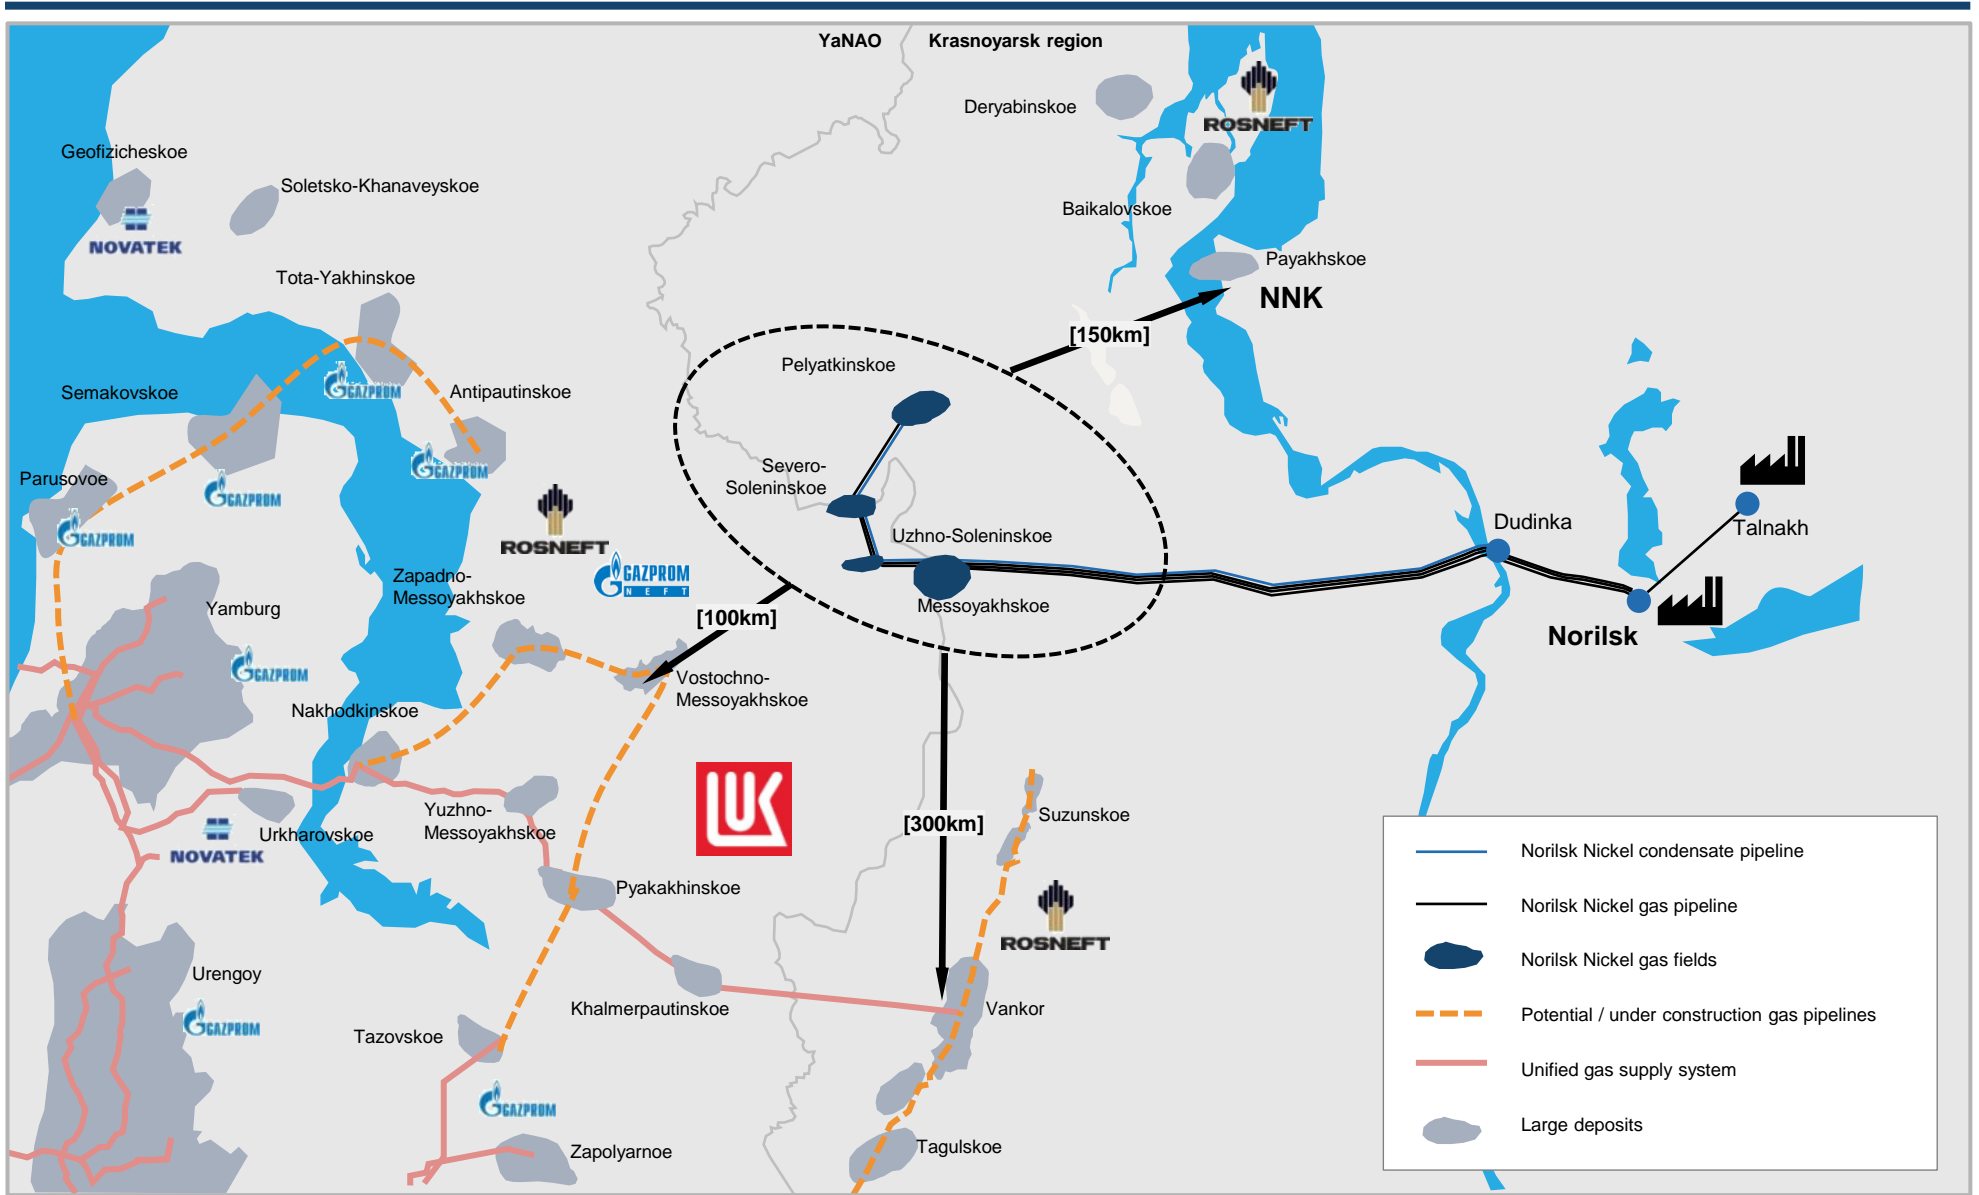 YaNAO
Krasnoyarsk region
Deryabinskoe
ROSNEFT
Geofizicheskoe
Soletsko-Khanaveyskoe
NOVATEK
Baikalovskoe
Payakhskoe
NNK
Tota-Yakhinskoe
[150km]
Pelyatkinskoe
Semakovskoe
GAZPROM
Antipautinskoe
GAZPROM
Parusovoe
GAZPROM
GAZPROM
Severo-
Soleninskoe
Talnakh
Dudinka
ROSNEFT
Uzhno-Soleninskoe
GAZPROM
NEFT
Zapadno-
Messoyakhskoe
Messoyakhskoe
[100km]
Norilsk
Yamburg
GAZPROM
Vostochno-
Messoyakhskoe
Nakhodkinskoe
LUK
Yuzhno-
Messoyakhskoe
[300km]
Suzunskoe
Urkharovskoe
NOVATEK
Pyakakhinskoe
ROSNEFT
Urengoy
GAZPROM
Khalmerpautinskoe
Vankor
Tazovskoe
GAZPROM
Zapolyarnoe
Tagulskoe
Norilsk Nickel condensate pipeline
Norilsk Nickel gas pipeline
Norilsk Nickel gas fields
Potential / under construction gas pipelines
Unified gas supply system
Large deposits